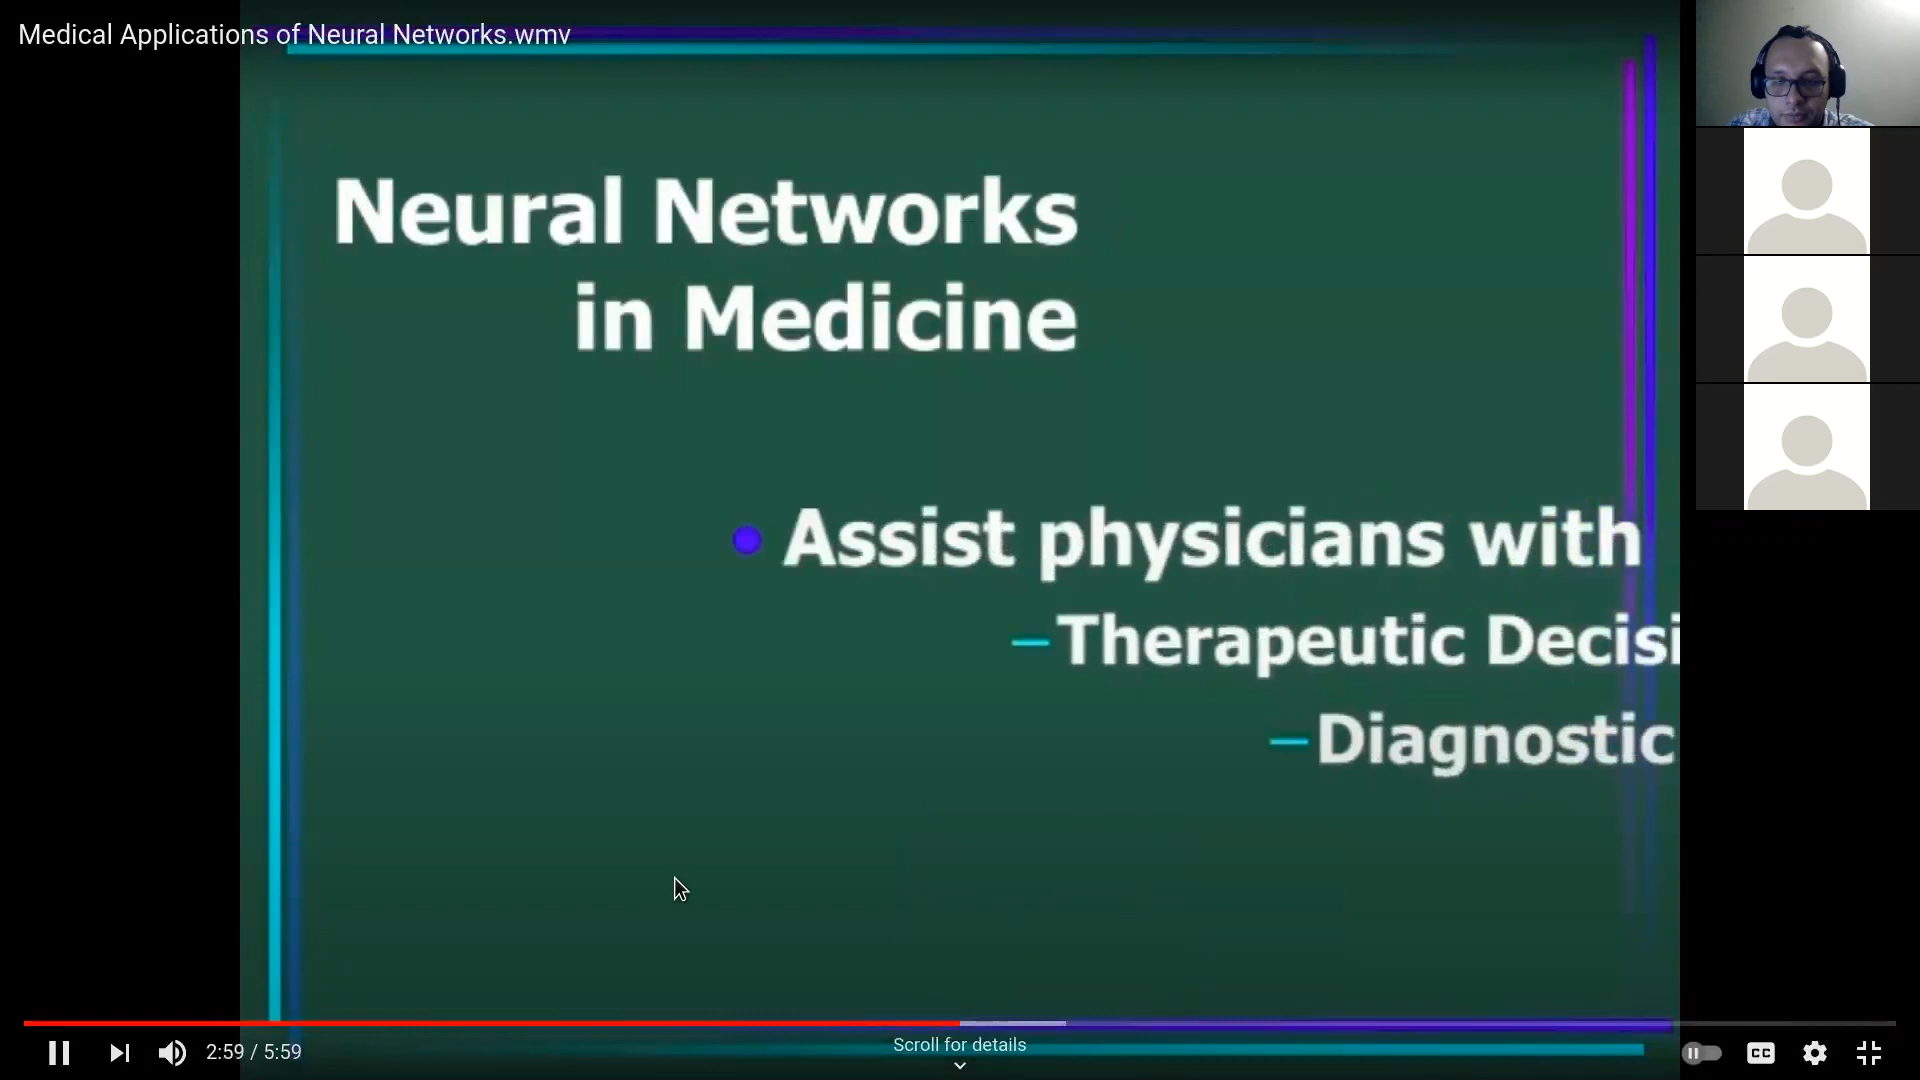 Medical Applications of Neural Networks.wmv
Neural Networks
in Medicine
• Assist physicians with
– Therapeutic Decisi
– Diagnostic
2:59 / 5:59
Scroll for details
CC